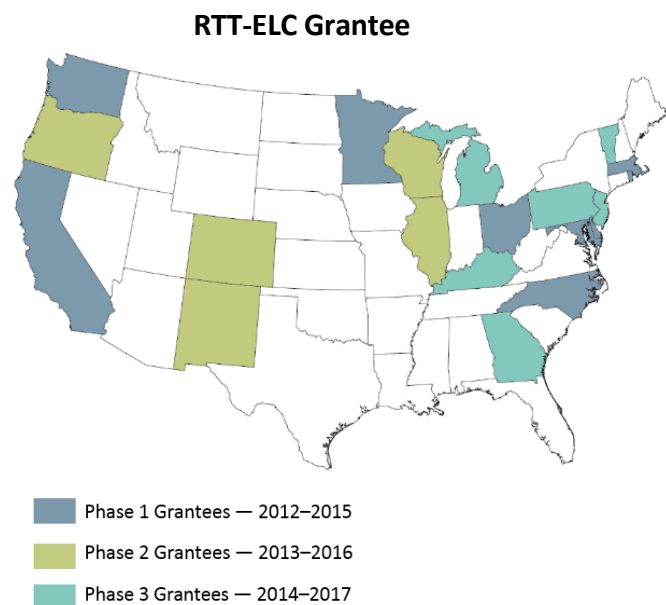 RTT-ELC Grantee
Phase 1 Grantees — 2012–2015
Phase 2 Grantees — 2013–2016
Phase 3 Grantees — 2014–2017